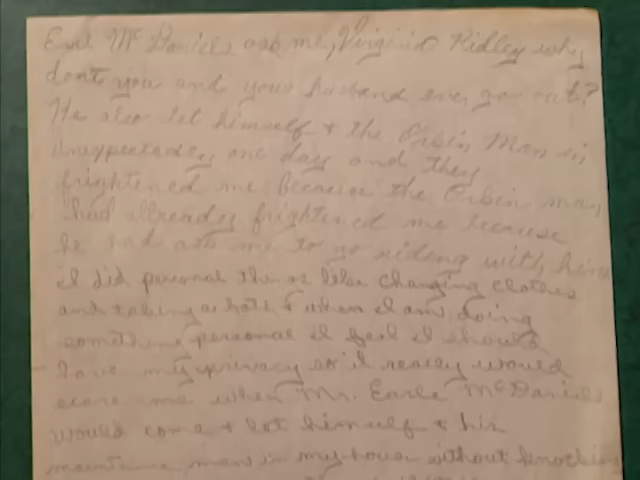 Earl McDaniels ask me, Virginia Ridley why
dont you and your husband ever go out?
He also let himself & the Orbin Man in
unexpectedly one day and they
frightened me because the Orbin man
had already frightened me because
he had ask me to go riding with him
I did personal things like changing clothes
and taking a bath & when I am doing
something personal I feel I should
have my privacy so it really would
scare me when Mr. Earle McDaniels
would come & let himself & his
maintaince man in my house without knocking